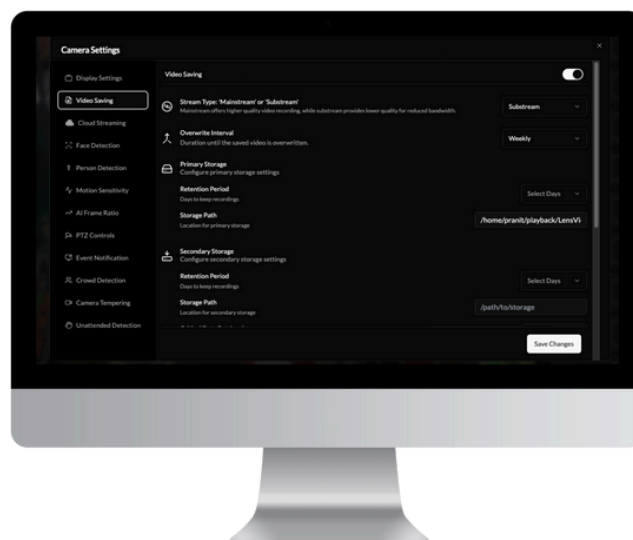 Camera Settings
Display Settings
Video Saving
Cloud Streaming
Face Detection
Person Detection
Motion Sensitivity
AI Frame Ratio
PTZ Controls
Event Notification
Crowd Detection
Camera Tempering
Unattended Detection
Video Saving
Stream Type: 'Mainstream' or 'Substream'
Mainstream offers higher quality video recording, while substream provides lower quality for reduced bandwidth.
Substream
Overwrite Interval
Duration until the saved video is overwritten.
Weekly
Primary Storage
Configure primary storage settings
Retention Period
Days to keep recordings
Select Days
Storage Path
Location for primary storage
/home/pranit/playback/LensVi
Secondary Storage
Configure secondary storage settings
Retention Period
Days to keep recordings
Select Days
Storage Path
Location for secondary storage
/path/to/storage
Save Changes